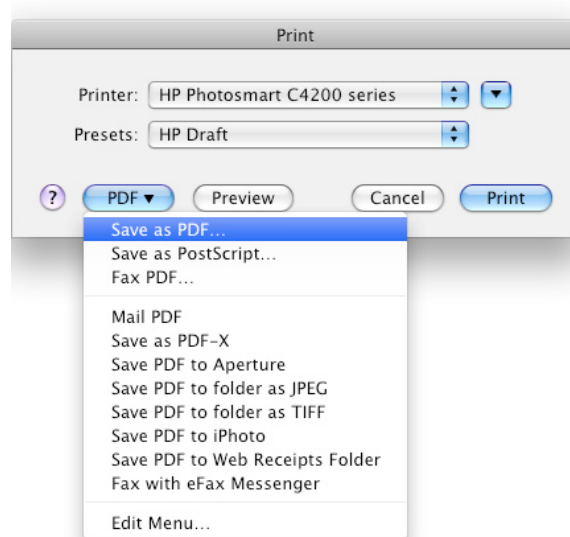 Print
Printer: HP Photosmart C4200 series
Presets: HP Draft
? PDF▼ Preview Cancel Print
Save as PDF...
Save as PostScript...
Fax PDF...
Mail PDF
Save as PDF-X
Save PDF to Aperture
Save PDF to folder as JPEG
Save PDF to folder as TIFF
Save PDF to iPhoto
Save PDF to Web Receipts Folder
Fax with eFax Messenger
Edit Menu...